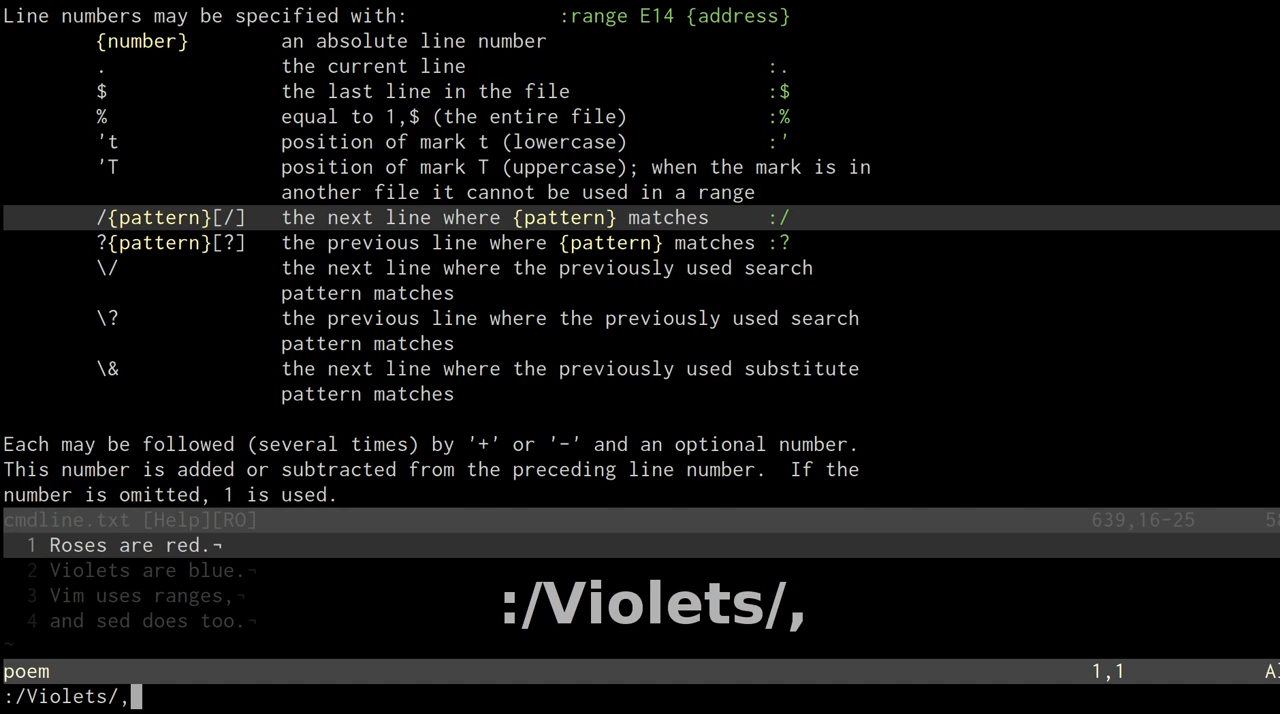 Line numbers may be specified with: :range E14 {address}
{number} an absolute line number
. the current line :.
$ the last line in the file :$
% equal to 1,$ (the entire file) :%
't position of mark t (lowercase) :'
'T position of mark T (uppercase); when the mark is in
another file it cannot be used in a range
/{pattern}[/] the next line where {pattern} matches :/
?{pattern}[?] the previous line where {pattern} matches :?
\/ the next line where the previously used search
pattern matches
\? the previous line where the previously used search
pattern matches
\& the next line where the previously used substitute
pattern matches
Each may be followed (several times) by '+' or '-' and an optional number.
This number is added or subtracted from the preceding line number. If the
number is omitted, 1 is used.
cmdline.txt [Help][RO] 639,16-25 58
1 Roses are red.¬
2 Violets are blue.¬
3 Vim uses ranges,¬
4 and sed does too.¬
~
:/Violets/,
poem 1,1
:/Violets/,